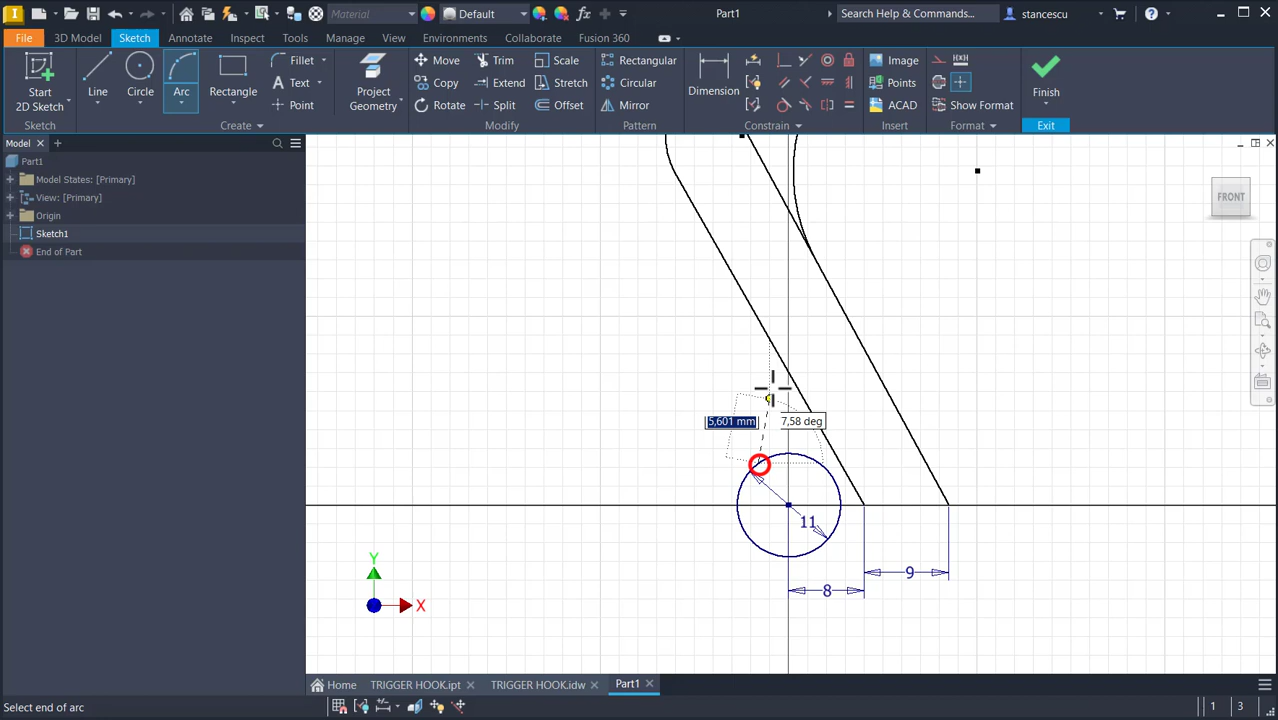 Material
Default
Part1
Search Help & Commands...
stancescu
File
3D Model
Sketch
Annotate
Inspect
Tools
Manage
View
Environments
Collaborate
Fusion 360
Start
2D Sketch
Line
Circle
Arc
Rectangle
Fillet
Text
Point
Project
Geometry
Move
Copy
Rotate
Trim
Extend
Split
Scale
Stretch
Offset
Rectangular
Circular
Mirror
Dimension
Image
Points
ACAD
Show Format
Finish
Sketch
Create
Modify
Pattern
Constrain
Insert
Format
Exit
Model
Part1
Model States: [Primary]
View: [Primary]
Origin
Sketch1
End of Part
FRONT
5,601 mm
7,58 deg
11
9
8
Y
X
Home
TRIGGER HOOK.ipt
TRIGGER HOOK.idw
Part1
Select end of arc
1
3